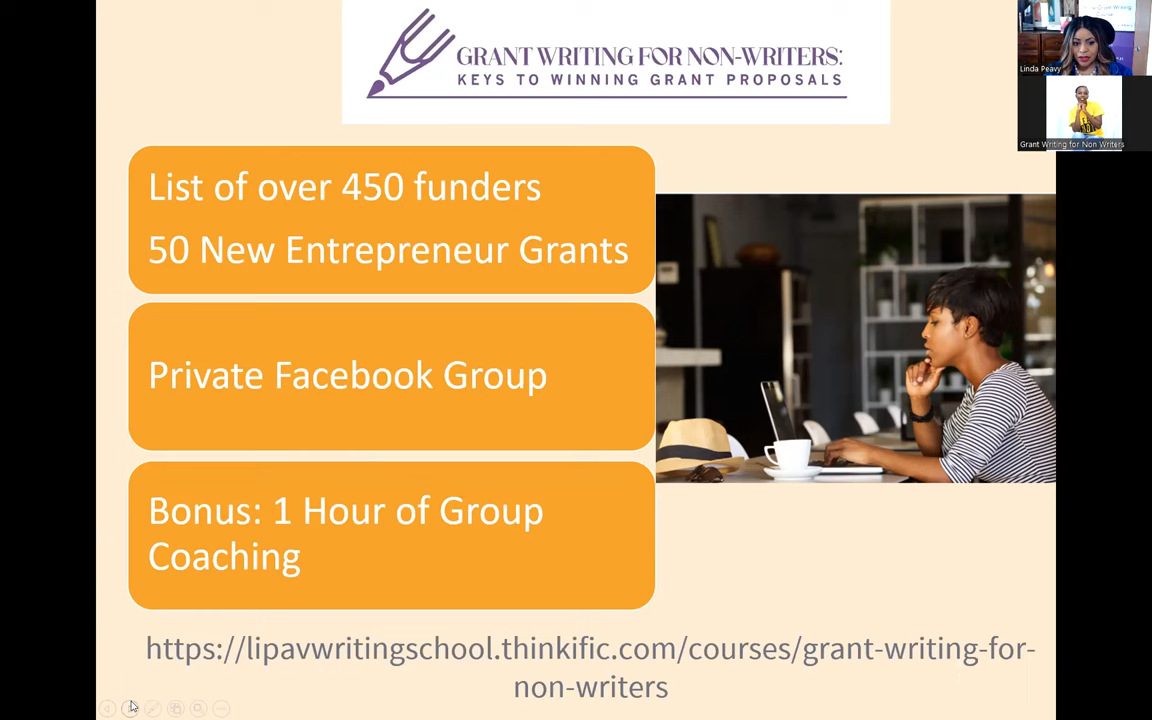 GRANT WRITING FOR NON-WRITERS:
KEYS TO WINNING GRANT PROPOSALS
Linda Peavy
Grant Writing for Non Writers
List of over 450 funders
50 New Entrepreneur Grants
Private Facebook Group
Bonus: 1 Hour of Group
Coaching
https://lipavwritingschool.thinkific.com/courses/grant-writing-for-
non-writers